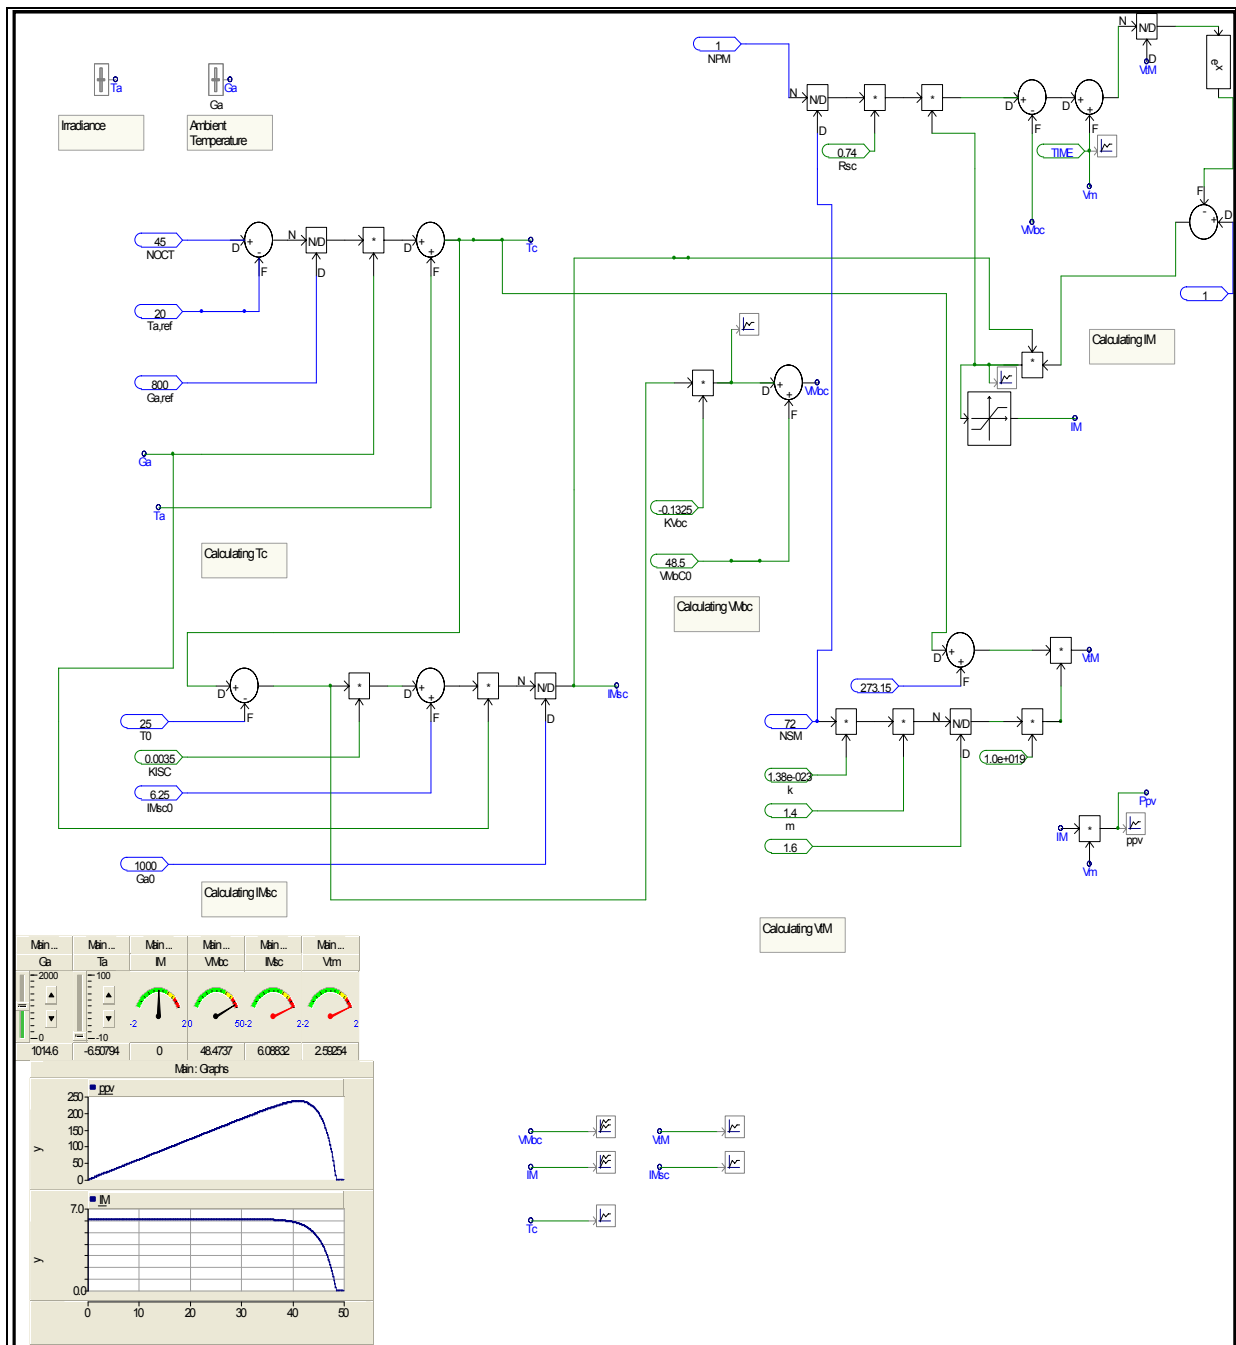 Ta
Ga
Ga
Irradiance
Ambient
Temperature
1
NPM
N
N/D
D
*
*
0.74
Rsc
D
+
-
F
D
+
+
F
TIME
Vm
VMoc
N
N/D
D
VtM
e^x
F
-
+
D
1
45
NOCT
D
+
-
F
N
N/D
D
*
D
+
+
F
Tc
20
Ta,ref
800
Ga,ref
Ga
Ta
Calculating Tc
*
D
+
+
F
VMoc
-0.1325
KVoc
48.5
VMoC0
Calculating VMoc
*
Calculating IM
IM
D
+
-
F
25
T0
*
D
+
+
F
*
N
N/D
D
IMsc
0.0035
KISC
6.25
IMsc0
1000
Ga0
Calculating IMsc
D
+
+
F
273.15
*
VtM
72
NSM
*
*
N
N/D
D
*
1.0e+019
1.38e-023
k
1.4
m
1.6
Calculating VtM
Ppv
IM
*
ppv
Vm
Main ... Main ... Main ... Main ... Main ... Main ...
Ga Ta IM VMoc IMsc Vtm
2000 100
0 -10
-2 20 50 -2 2 -2 2
1014.6 -6.50794 0 48.4737 6.08832 2.59254
Main : Graphs
ppv
250
200
150
100
50
0
y
IM
7.0
0.0
y
0 10 20 30 40 50
VMoc
VtM
IM
IMsc
Tc